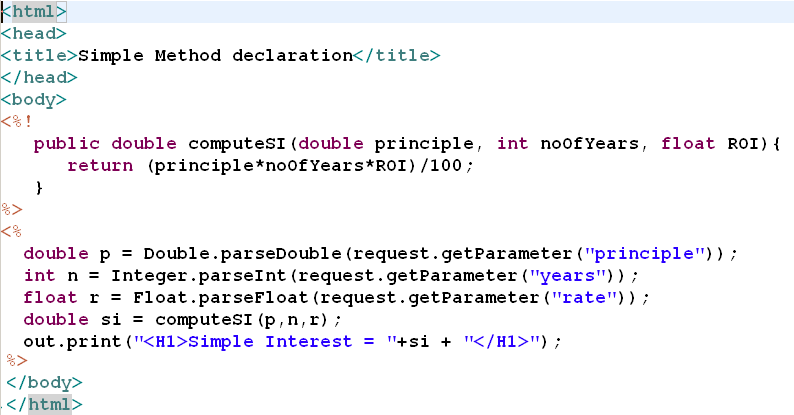 <html>
<head>
<title>Simple Method declaration</title>
</head>
<body>
<%!
   public double computeSI(double principle, int noOfYears, float ROI){
      return (principle*noOfYears*ROI)/100;
   }
%>
<%
  double p = Double.parseDouble(request.getParameter("principle"));
  int n = Integer.parseInt(request.getParameter("years"));
  float r = Float.parseFloat(request.getParameter("rate"));
  double si = computeSI(p,n,r);
  out.print("<H1>Simple Interest = "+si + "</H1>");
%>
</body>
</html>